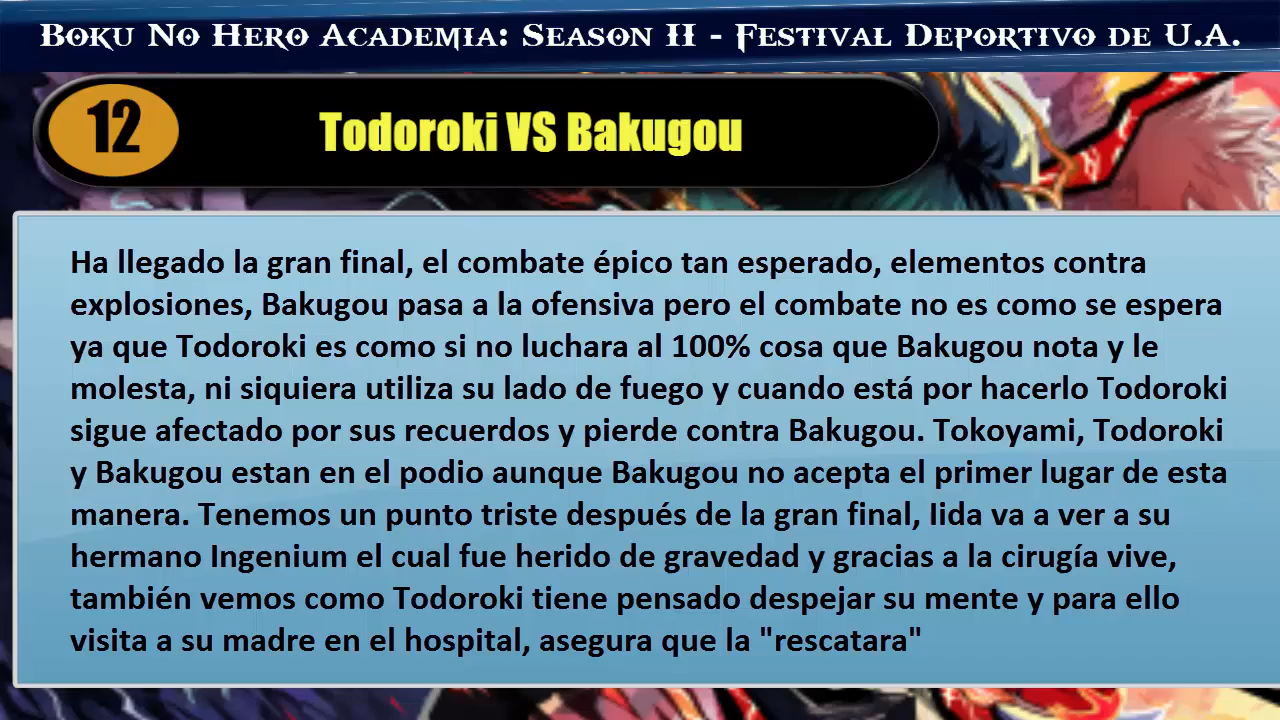 Boku No Hero Academia: Season II - Festival Deportivo de U.A.
12
Todoroki VS Bakugou
Ha llegado la gran final, el combate épico tan esperado, elementos contra
explosiones, Bakugou pasa a la ofensiva pero el combate no es como se espera
ya que Todoroki es como si no luchara al 100% cosa que Bakugou nota y le
molesta, ni siquiera utiliza su lado de fuego y cuando está por hacerlo Todoroki
sigue afectado por sus recuerdos y pierde contra Bakugou. Tokoyami, Todoroki
y Bakugou estan en el podio aunque Bakugou no acepta el primer lugar de esta
manera. Tenemos un punto triste después de la gran final, Iida va a ver a su
hermano Ingenium el cual fue herido de gravedad y gracias a la cirugía vive,
también vemos como Todoroki tiene pensado despejar su mente y para ello
visita a su madre en el hospital, asegura que la "rescatara"